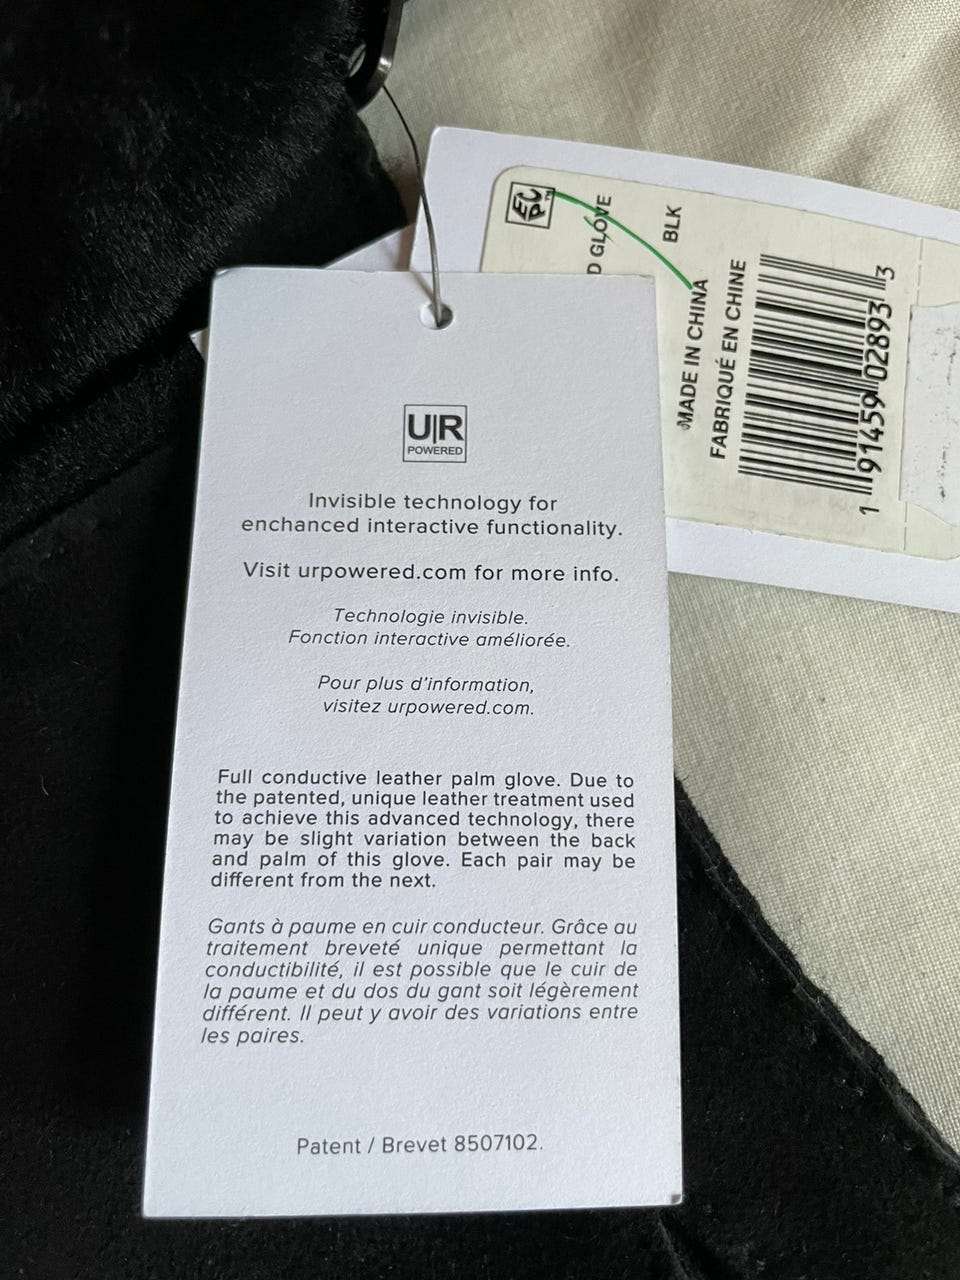 U|R
POWERED
Invisible technology for
enchanced interactive functionality.
Visit urpowered.com for more info.
Technologie invisible.
Fonction interactive améliorée.
Pour plus d'information,
visitez urpowered.com.
Full conductive leather palm glove. Due to
the patented, unique leather treatment used
to achieve this advanced technology, there
may be slight variation between the back
and palm of this glove. Each pair may be
different from the next.
Gants à paume en cuir conducteur. Grâce au
traitement breveté unique permettant la
conductibilité, il est possible que le cuir de
la paume et du dos du gant soit légèrement
différent. Il peut y avoir des variations entre
les paires.
Patent / Brevet 8507102.
ECPC™
D GLOVE
BLK
MADE IN CHINA
FABRIQUÉ EN CHINE
1 91459 02893 3